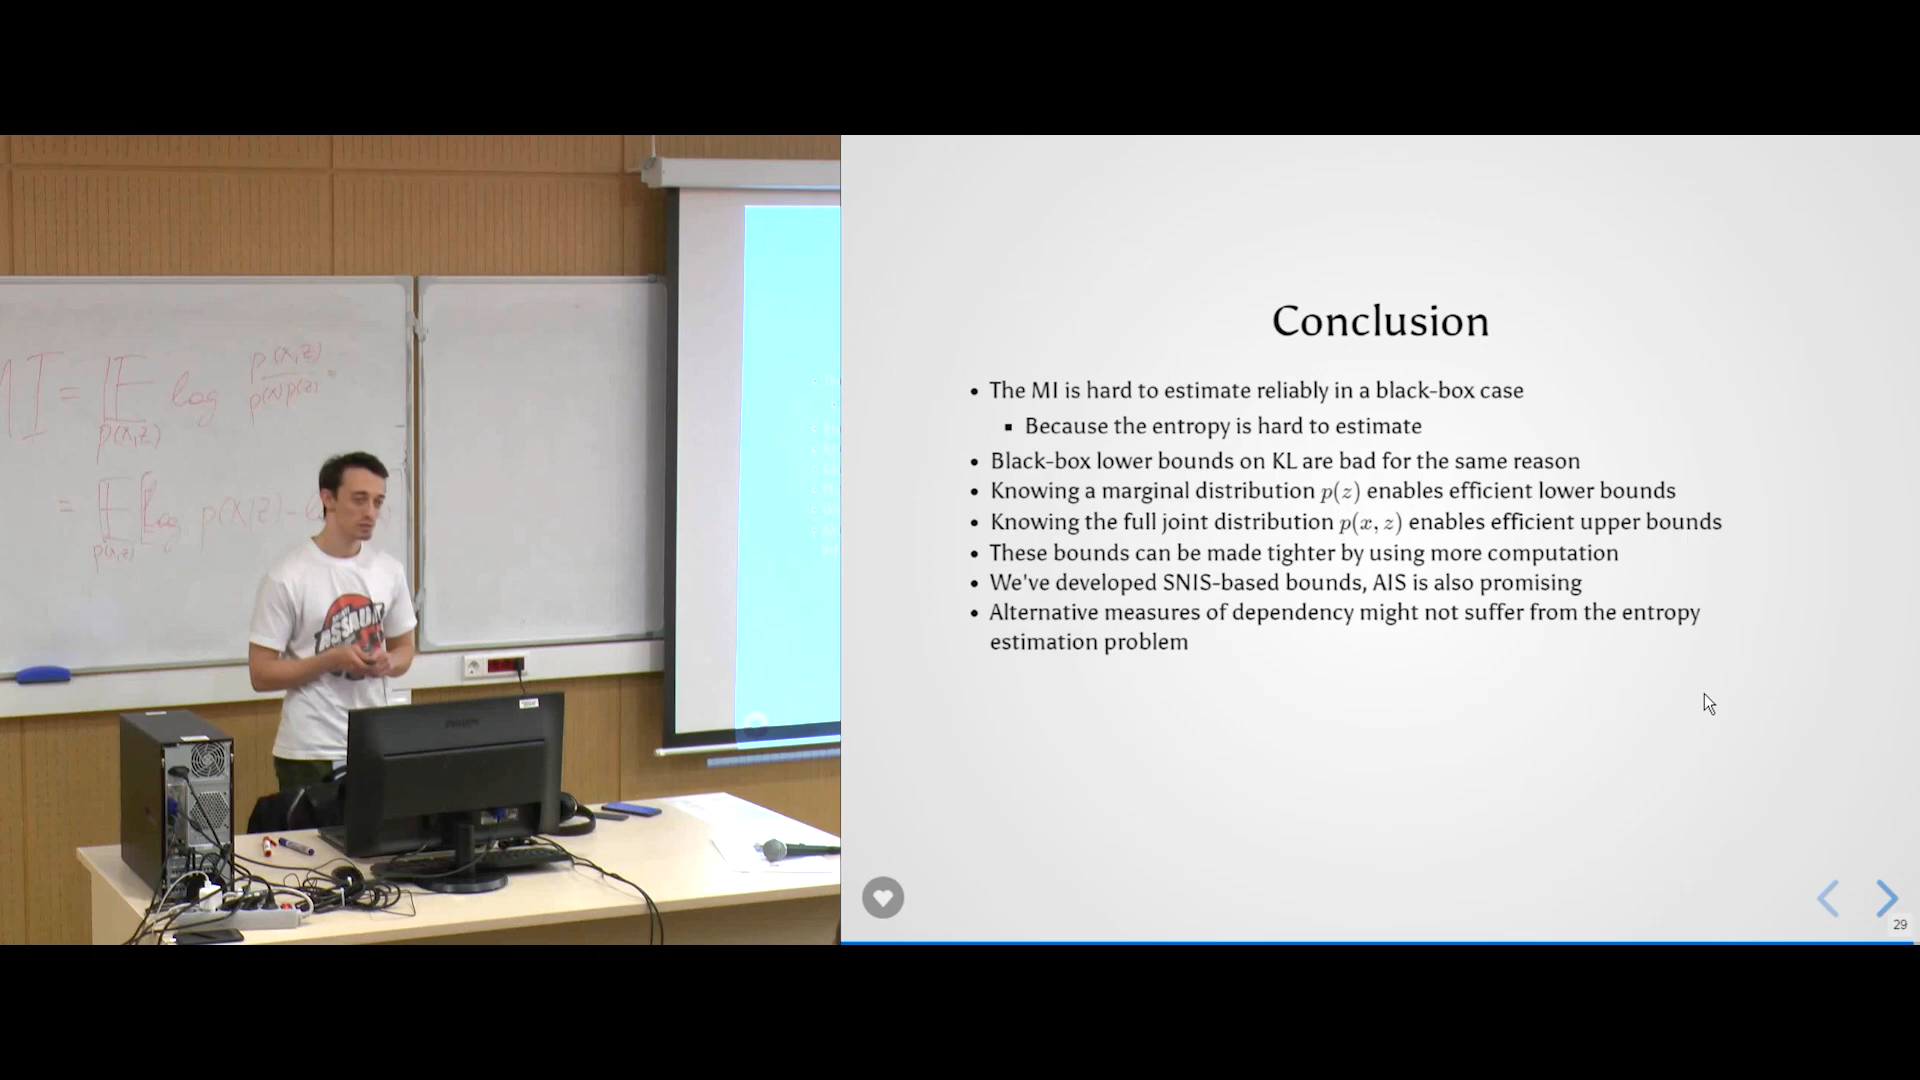 MI = E log p(x,z)
p(x)p(z) =
p(x,z)
= E [log p(x|z) -
p(x,z)
ASSAULT
PHILIPS
Conclusion
• The MI is hard to estimate reliably in a black-box case
▪ Because the entropy is hard to estimate
• Black-box lower bounds on KL are bad for the same reason
• Knowing a marginal distribution p(z) enables efficient lower bounds
• Knowing the full joint distribution p(x, z) enables efficient upper bounds
• These bounds can be made tighter by using more computation
• We've developed SNIS-based bounds, AIS is also promising
• Alternative measures of dependency might not suffer from the entropy
estimation problem
29